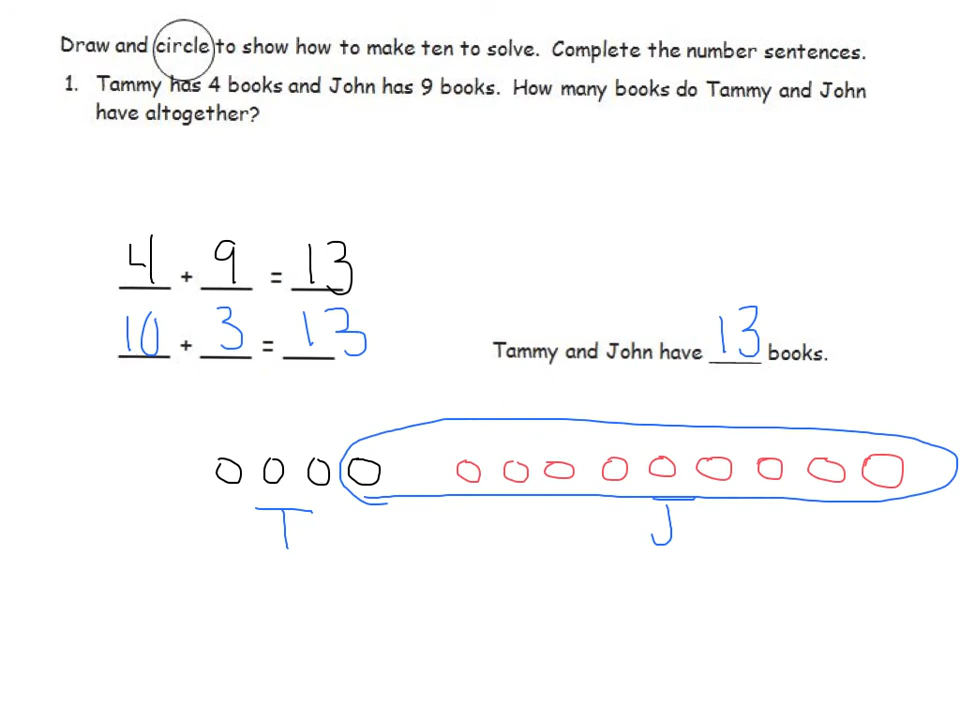 Draw and circle to show how to make ten to solve. Complete the number sentences.
1. Tammy has 4 books and John has 9 books. How many books do Tammy and John
have altogether?
4 + 9 = 13
10 + 3 = 13
Tammy and John have 13 books.
T J